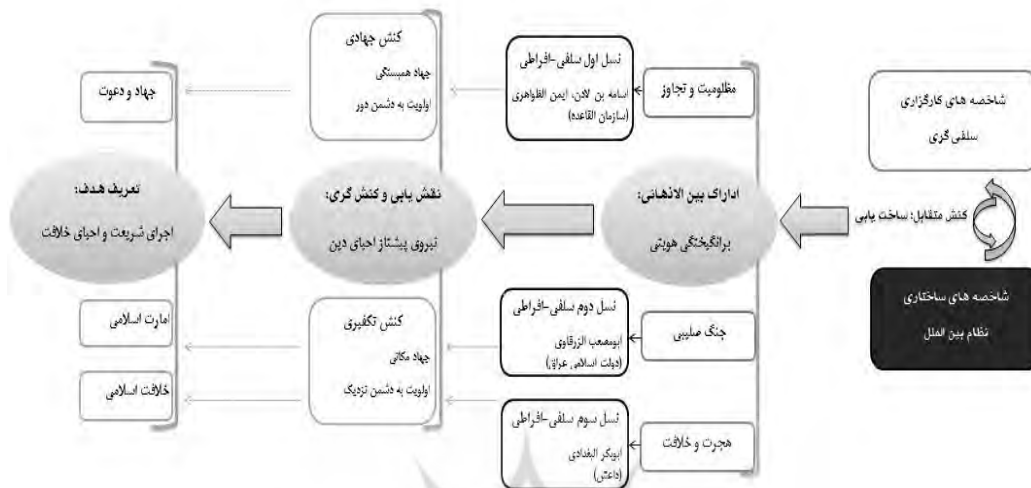 شاخصه های کارگزاری
سلفی گری
کنش متقابل: ساخت یابی
شاخصه های ساختاری
نظام بین الملل
مظلومیت و تجاوز
ادراک بین الاذهانی:
برانگیختگی هویتی
جنگ صلیبی
هجرت و خلافت
نسل اول سلفی-افراطی
اسامه بن لادن، ایمن الظواهری
(سازمان القاعده)
نسل دوم سلفی-افراطی
ابومصعب الزرقاوی
(دولت اسلامی عراق)
نسل سوم سلفی-افراطی
ابوبکر البغدادی
(داعش)
کنش جهادی
جهاد همبستگی
اولویت به دشمن دور
نقش یابی و کنش گری:
نیروی پیشتاز احیای دین
کنش تکفیری
جهاد مکانی
اولویت به دشمن نزدیک
جهاد و دعوت
تعریف هدف:
اجرای شریعت و احیای خلافت
امارت اسلامی
خلافت اسلامی